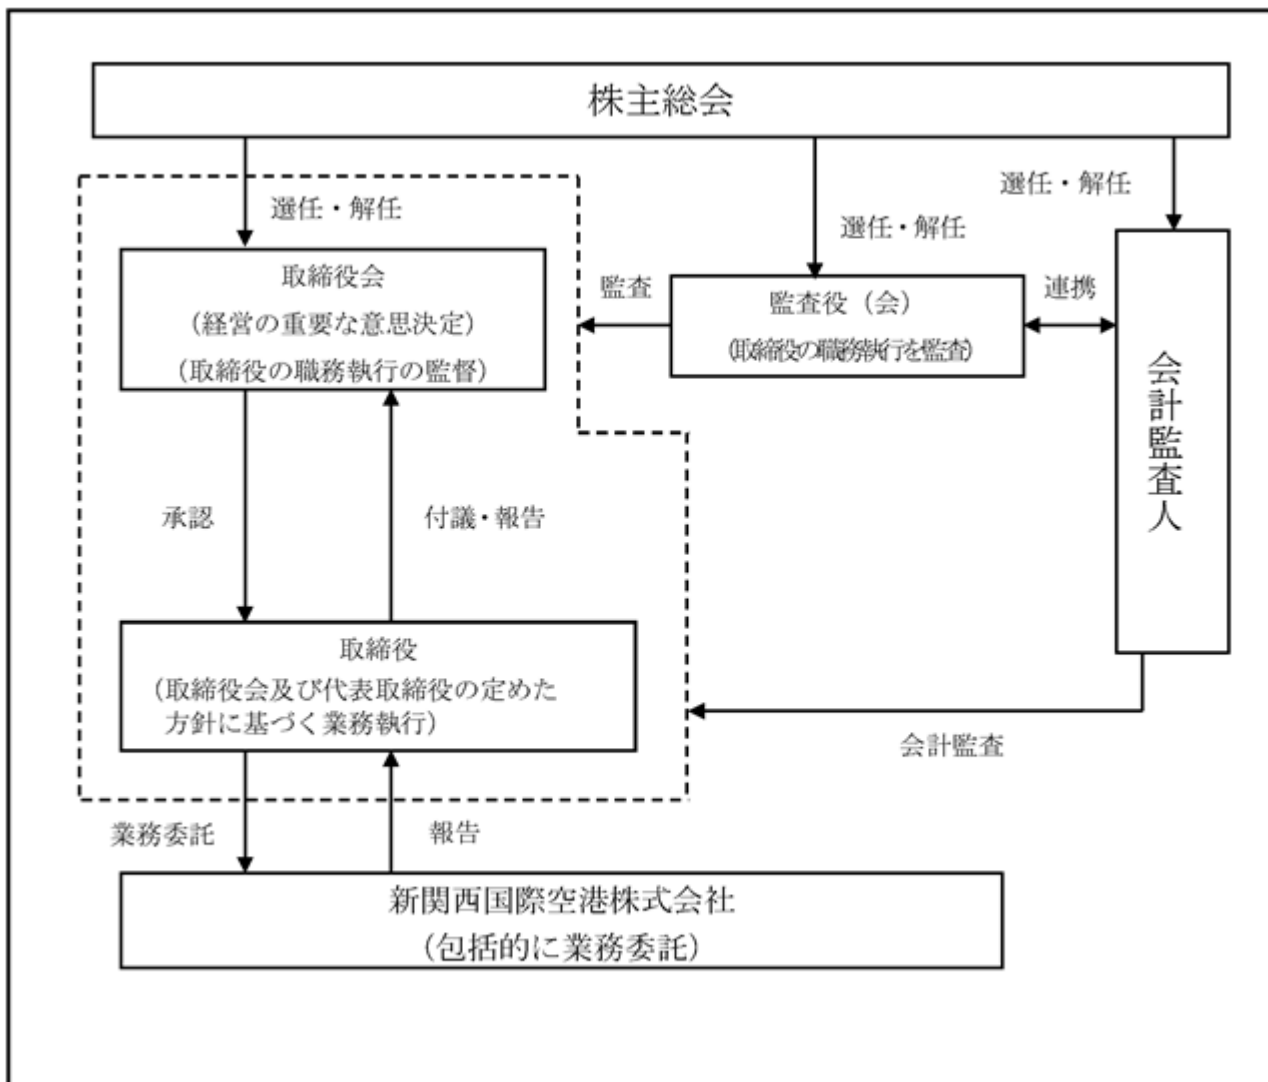 株主総会
選任・解任
選任・解任
選任・解任
取締役会
（経営の重要な意思決定）
（取締役の職務執行の監督）
監査
監査役（会）
（取締役の職務執行を監査）
連携
会計監査人
承認
付議・報告
取締役
（取締役会及び代表取締役の定めた
方針に基づく業務執行）
会計監査
業務委託
報告
新関西国際空港株式会社
（包括的に業務委託）